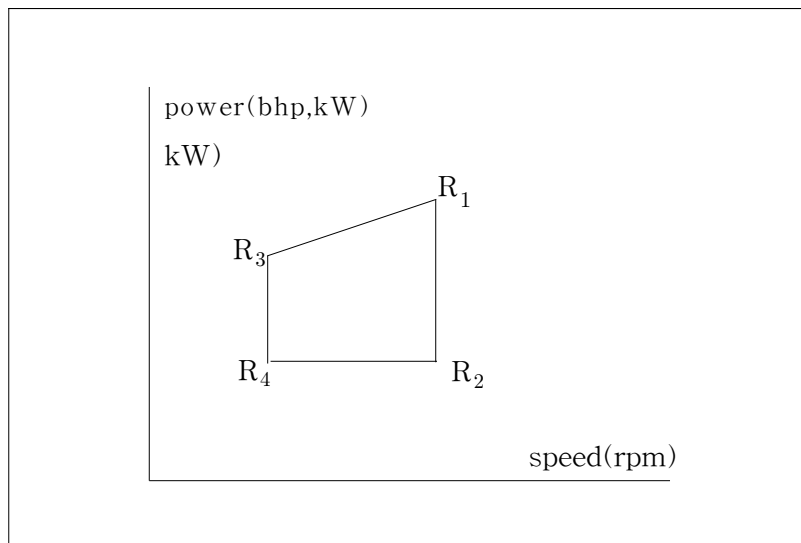 power(bhp,kW)
kW)
R₁
R₃
R₄
R₂
speed(rpm)